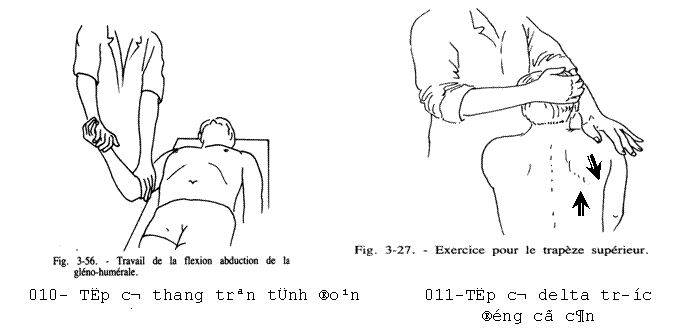 Fig. 3-56. - Travail de la flexion abduction de la
gléno-humérale.
Fig. 3-27. - Exercice pour le trapèze supérieur.
010- TËp c¬ thang trªn tÜnh ®o¹n
011-TËp c¬ delta tr-íc
®éng cã c¶n